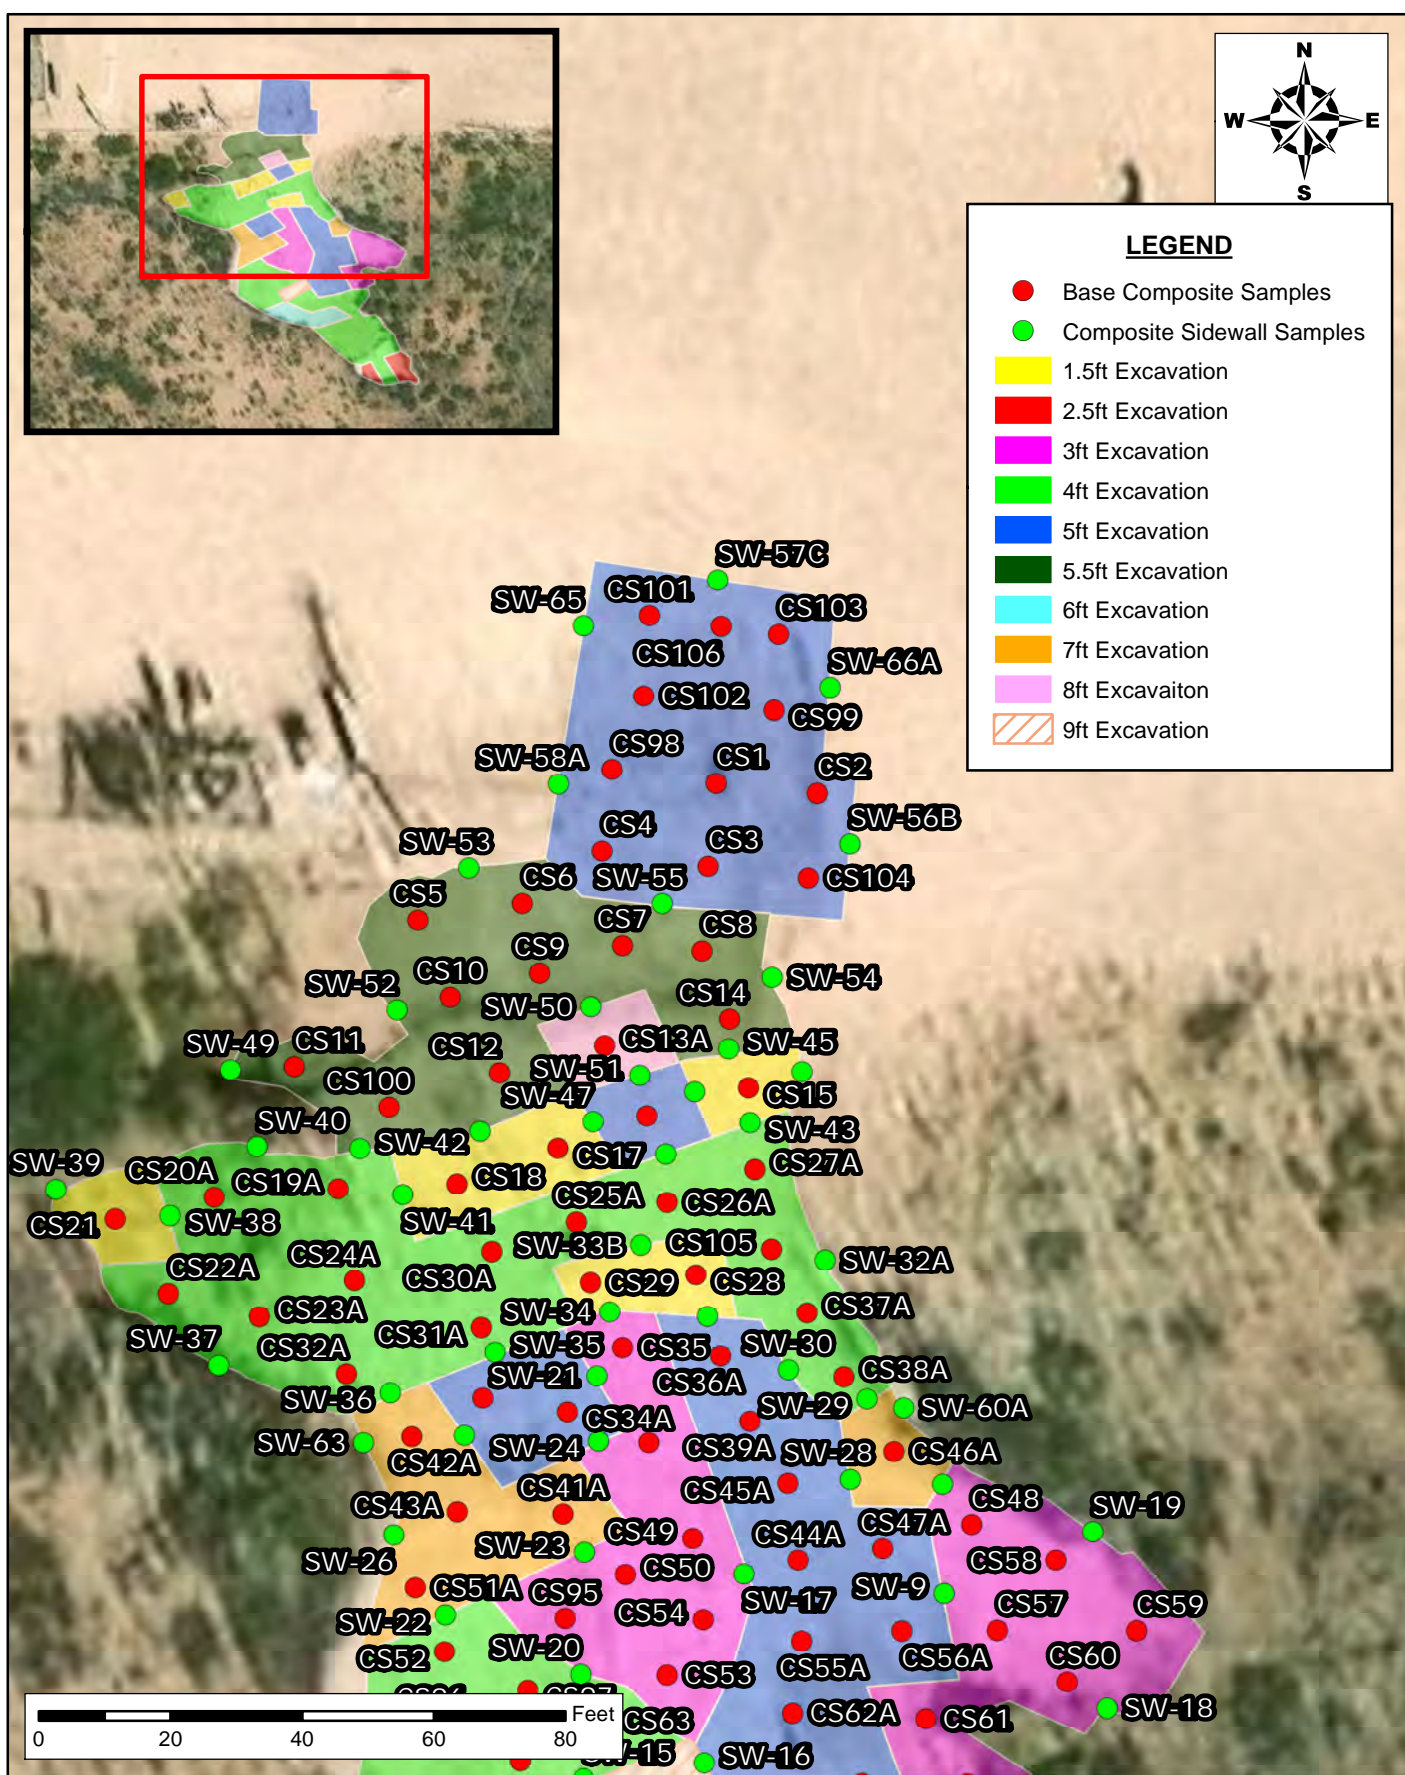 N
W E
S
LEGEND
Base Composite Samples
Composite Sidewall Samples
1.5ft Excavation
2.5ft Excavation
3ft Excavation
4ft Excavation
5ft Excavation
5.5ft Excavation
6ft Excavation
7ft Excavation
8ft Excavaiton
9ft Excavation
SW-57C
SW-65
CS101
CS103
CS106
SW-66A
CS102
CS99
CS98
CS1
CS2
SW-58A
SW-56B
CS4
CS3
SW-53
CS6
SW-55
CS104
CS5
CS7
CS8
CS9
CS10
SW-54
SW-52
SW-50
CS14
CS13A
SW-45
SW-49
CS11
CS12
SW-51
CS100
SW-47
CS15
SW-40
SW-42
SW-43
SW-39
CS20A
CS19A
CS17
CS18
CS27A
CS21
SW-38
SW-41
CS25A
CS26A
SW-33B
CS105
CS24A
CS22A
CS30A
CS29
CS28
SW-32A
CS23A
SW-34
CS37A
SW-37
CS32A
CS31A
SW-35
CS35
SW-30
CS36A
CS38A
SW-36
SW-21
SW-29
SW-60A
SW-63
CS34A
SW-24
CS39A
CS42A
SW-28
CS46A
CS45A
CS43A
CS41A
CS48
SW-19
CS49
CS44A
CS47A
SW-26
SW-23
CS58
CS50
CS51A
CS95
SW-17
SW-9
SW-22
CS54
CS57
CS59
SW-20
CS52
CS55A
CS56A
CS53
CS60
CS63
CS62A
CS61
SW-18
SW-16
Feet
0 20 40 60 80